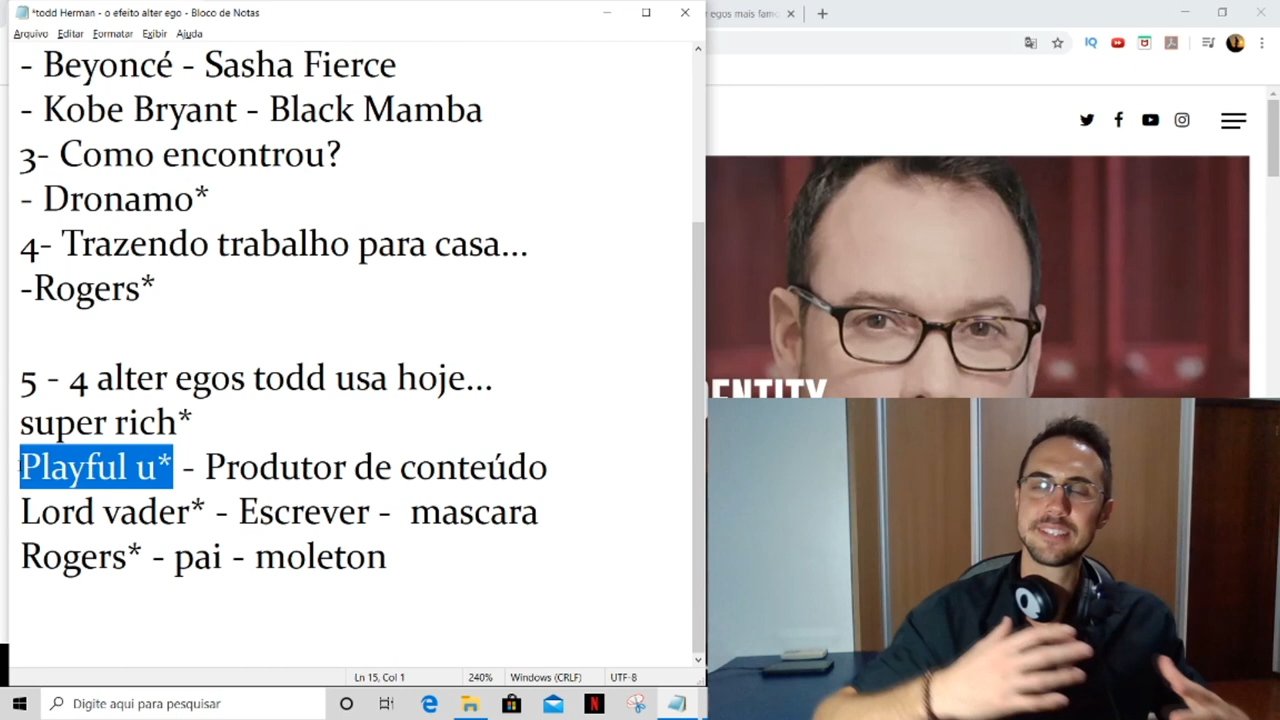 *todd Herman - o efeito alter ego - Bloco de Notas
egos mais famo
Arquivo Editar Formatar Exibir Ajuda
- Beyoncé - Sasha Fierce
- Kobe Bryant - Black Mamba
3- Como encontrou?
- Dronamo*
4- Trazendo trabalho para casa...
-Rogers*
5 - 4 alter egos todd usa hoje...
super rich*
Playful u* - Produtor de conteúdo
Lord vader* - Escrever - mascara
Rogers* - pai - moleton
IQ
DENTITY
Ln 15, Col 1
240%
Windows (CRLF)
UTF-8
Digite aqui para pesquisar